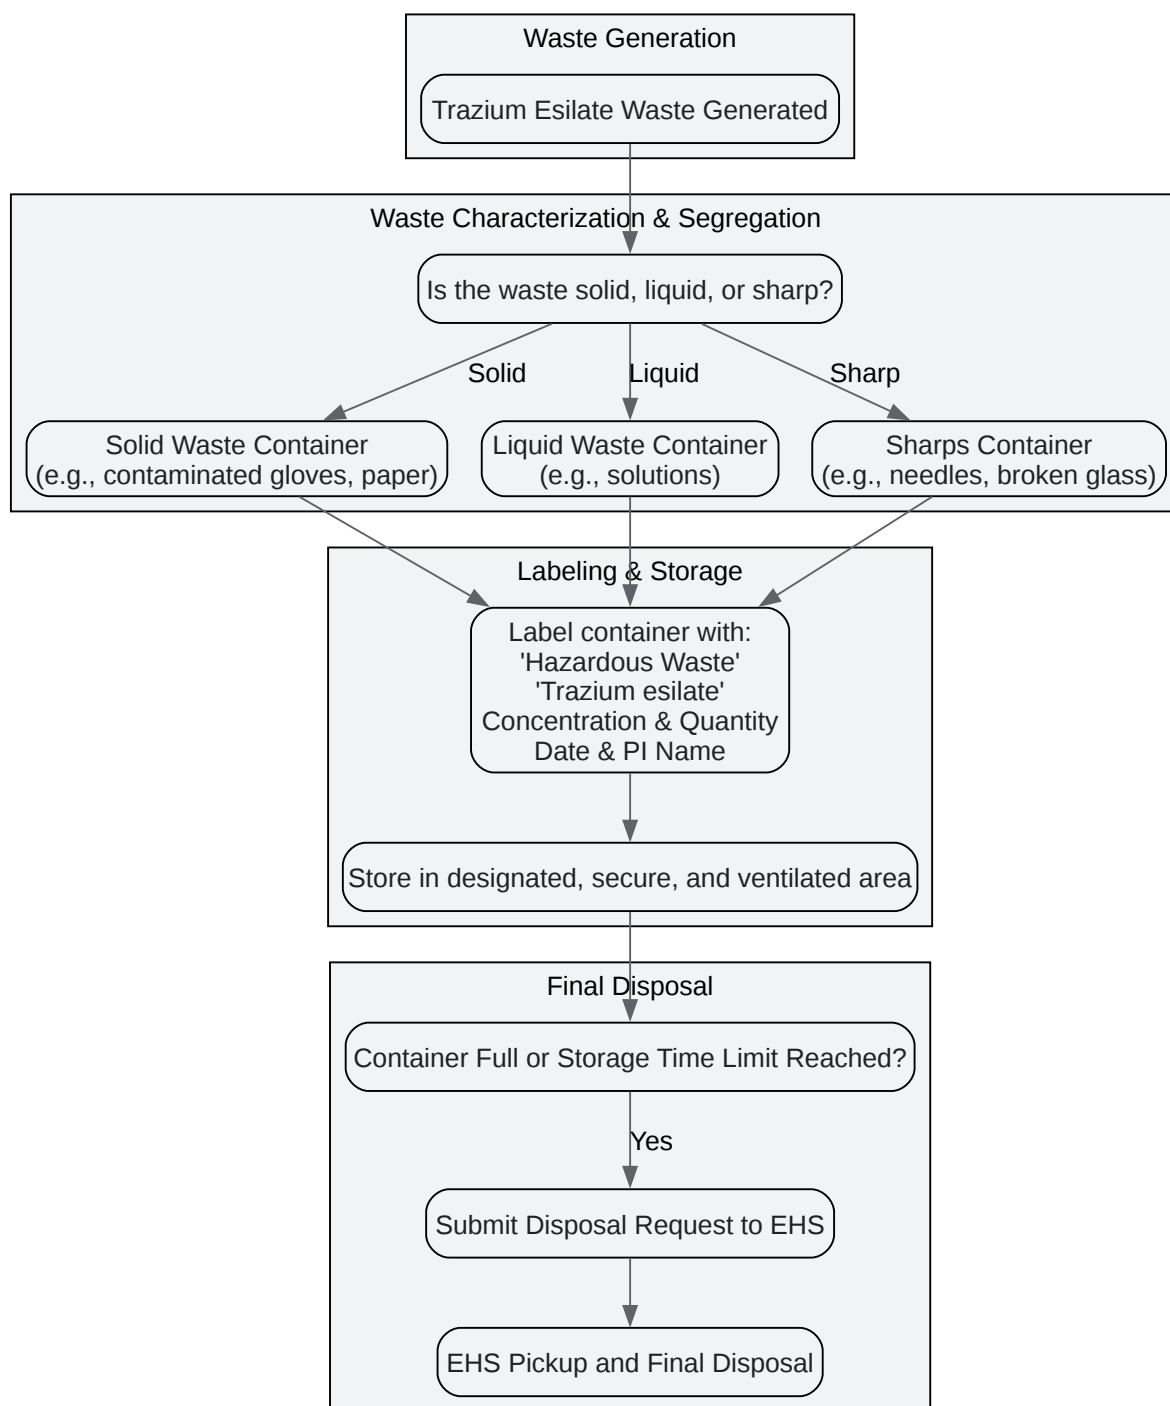 Waste Generation
Trazium Esilate Waste Generated
Waste Characterization & Segregation
Is the waste solid, liquid, or sharp?
Solid
Liquid
Sharp
Solid Waste Container
(e.g., contaminated gloves, paper)
Liquid Waste Container
(e.g., solutions)
Sharps Container
(e.g., needles, broken glass)
Labeling & Storage
Label container with:
'Hazardous Waste'
'Trazium esilate'
Concentration & Quantity
Date & PI Name
Store in designated, secure, and ventilated area
Final Disposal
Container Full or Storage Time Limit Reached?
Yes
Submit Disposal Request to EHS
EHS Pickup and Final Disposal